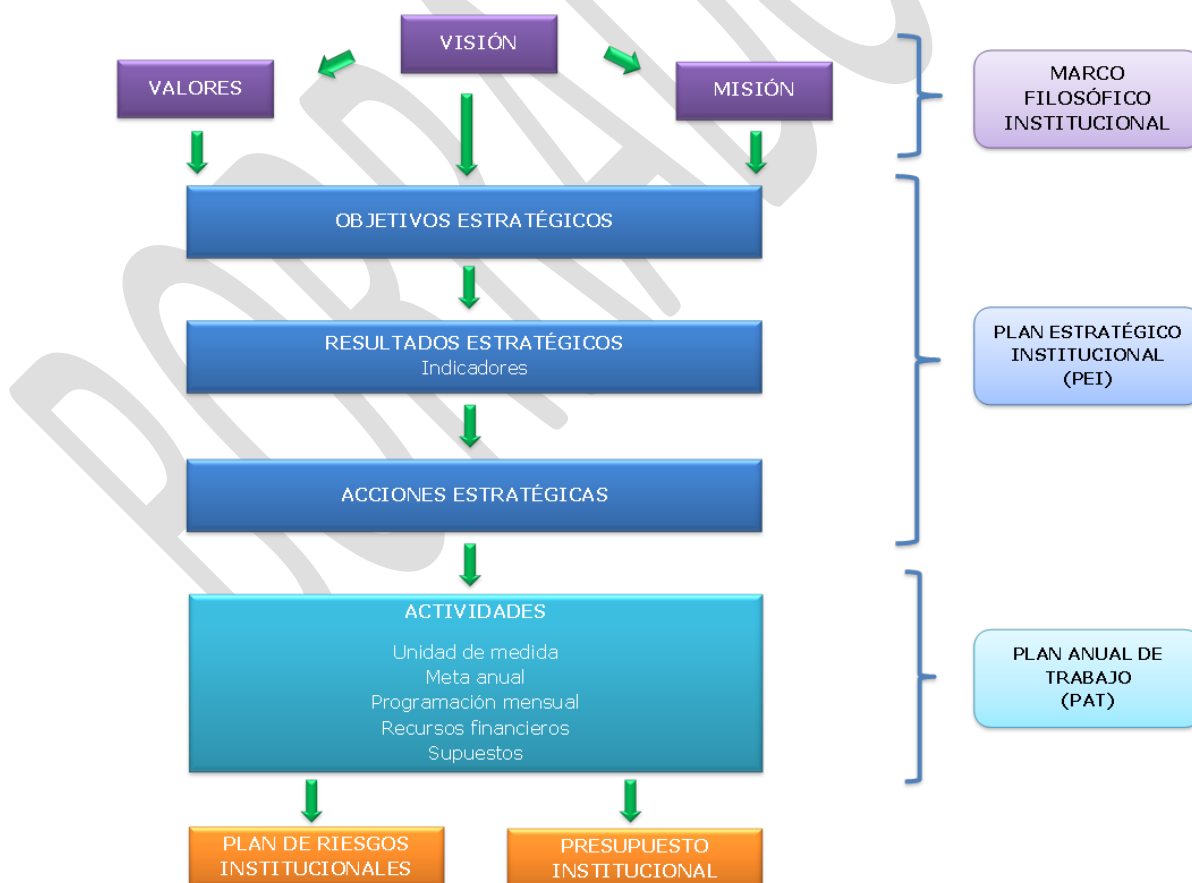 VISIÓN
VALORES
MISIÓN
MARCO
FILOSÓFICO
INSTITUCIONAL
OBJETIVOS ESTRATÉGICOS
RESULTADOS ESTRATÉGICOS
Indicadores
PLAN ESTRATÉGICO
INSTITUCIONAL
(PEI)
ACCIONES ESTRATÉGICAS
ACTIVIDADES
Unidad de medida
Meta anual
Programación mensual
Recursos financieros
Supuestos
PLAN ANUAL DE
TRABAJO
(PAT)
PLAN DE RIESGOS
INSTITUCIONALES
PRESUPUESTO
INSTITUCIONAL